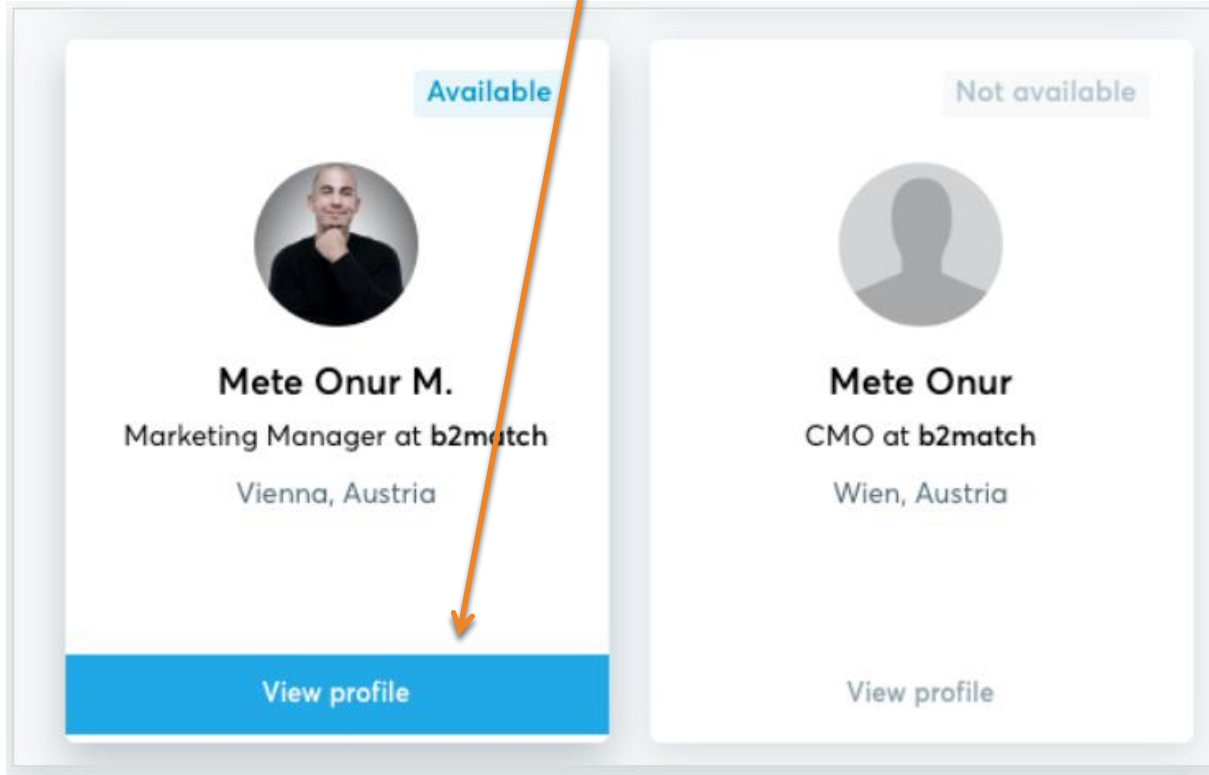 Available
Mete Onur M.
Marketing Manager at b2match
Vienna, Austria
View profile
Not available
Mete Onur
CMO at b2match
Wien, Austria
View profile